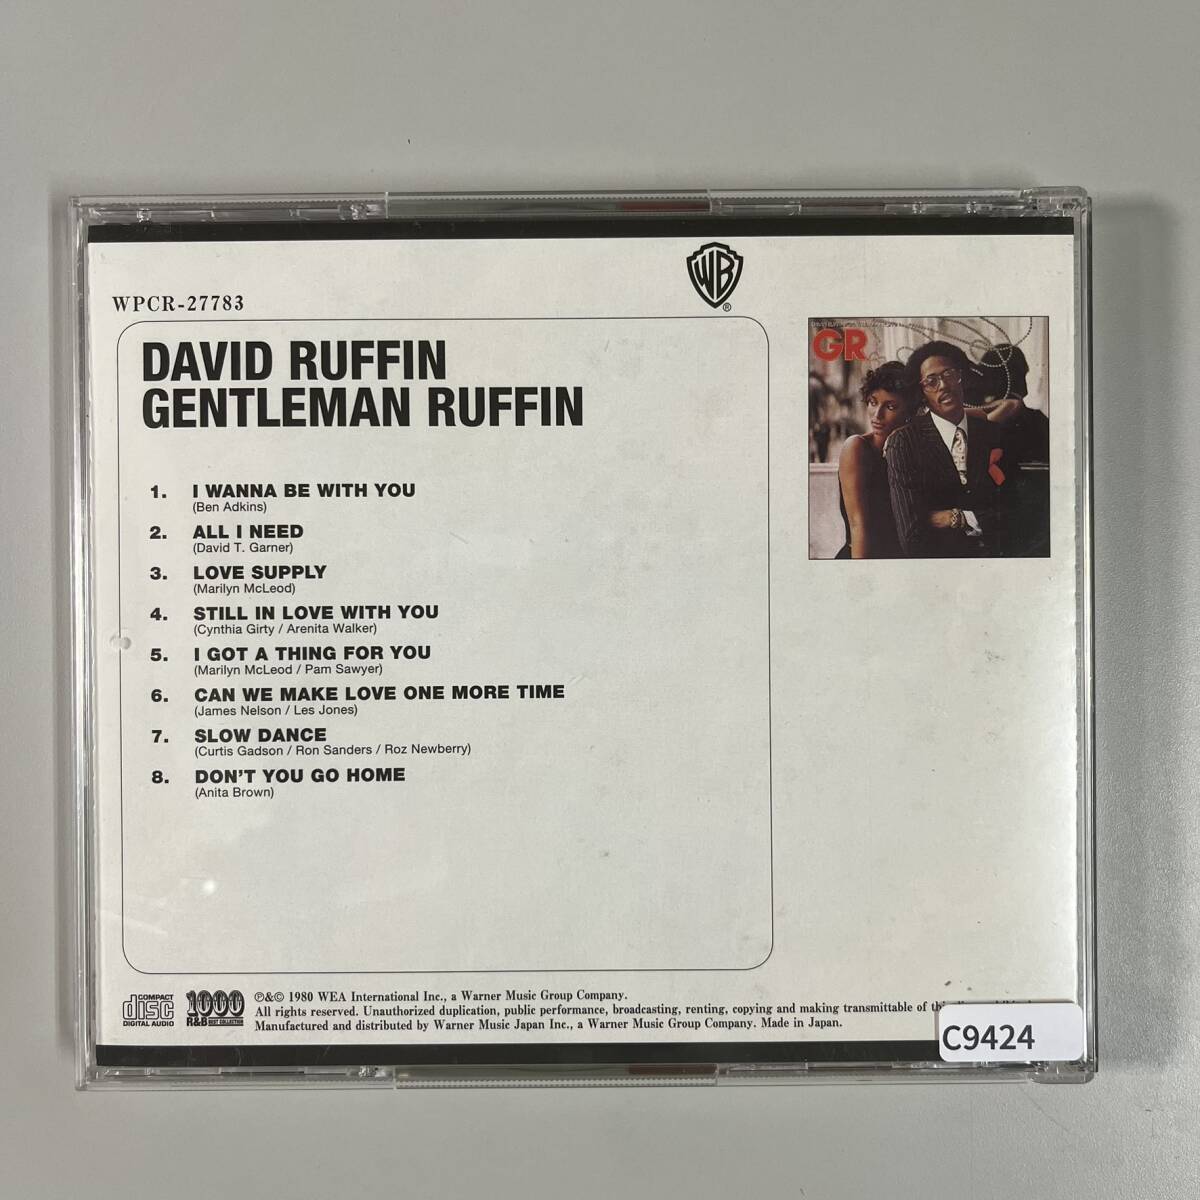 WPCR-27783
WB
®
DAVID RUFFIN
GENTLEMAN RUFFIN
GR
1. I WANNA BE WITH YOU
(Ben Adkins)
2. ALL I NEED
(David T. Garner)
3. LOVE SUPPLY
(Marilyn McLeod)
4. STILL IN LOVE WITH YOU
(Cynthia Girty / Arenita Walker)
5. I GOT A THING FOR YOU
(Marilyn McLeod / Pam Sawyer)
6. CAN WE MAKE LOVE ONE MORE TIME
(James Nelson / Les Jones)
7. SLOW DANCE
(Curtis Gadson / Ron Sanders / Roz Newberry)
8. DON'T YOU GO HOME
(Anita Brown)
COMPACT
disc
DIGITAL AUDIO
1000
R&B BEST COLLECTION
℗&© 1980 WEA International Inc., a Warner Music Group Company.
All rights reserved. Unauthorized duplication, public performance, broadcasting, renting, copying and making transmittable of
Manufactured and distributed by Warner Music Japan Inc., a Warner Music Group Company. Made in Japan.
C9424